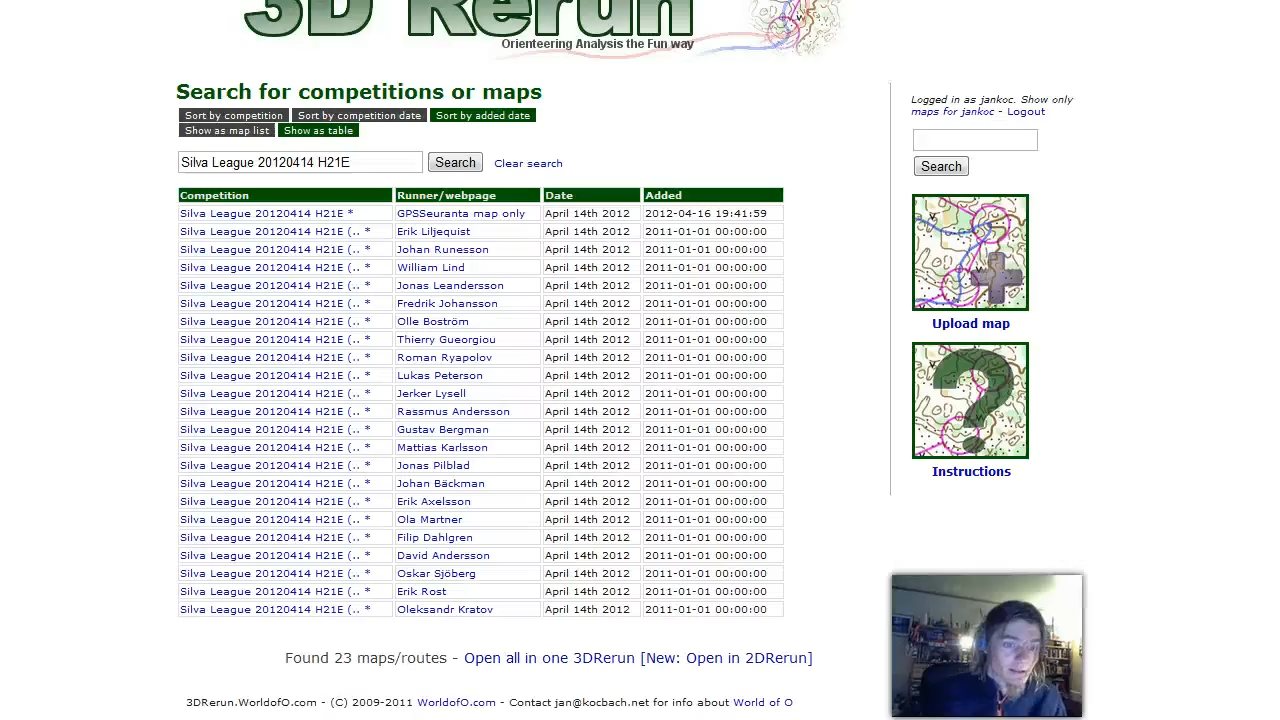 3D Rerun
Orienteering Analysis the Fun way
Search for competitions or maps
Sort by competition Sort by competition date Sort by added date
Show as map list Show as table
Silva League 20120414 H21E Search Clear search
Competition Runner/webpage Date Added
Silva League 20120414 H21E * GPSSeuranta map only April 14th 2012 2012-04-16 19:41:59
Silva League 20120414 H21E (.. * Erik Liljequist April 14th 2012 2011-01-01 00:00:00
Silva League 20120414 H21E (.. * Johan Runesson April 14th 2012 2011-01-01 00:00:00
Silva League 20120414 H21E (.. * William Lind April 14th 2012 2011-01-01 00:00:00
Silva League 20120414 H21E (.. * Jonas Leandersson April 14th 2012 2011-01-01 00:00:00
Silva League 20120414 H21E (.. * Fredrik Johansson April 14th 2012 2011-01-01 00:00:00
Silva League 20120414 H21E (.. * Olle Boström April 14th 2012 2011-01-01 00:00:00
Silva League 20120414 H21E (.. * Thierry Gueorgiou April 14th 2012 2011-01-01 00:00:00
Silva League 20120414 H21E (.. * Roman Ryapolov April 14th 2012 2011-01-01 00:00:00
Silva League 20120414 H21E (.. * Lukas Peterson April 14th 2012 2011-01-01 00:00:00
Silva League 20120414 H21E (.. * Jerker Lysell April 14th 2012 2011-01-01 00:00:00
Silva League 20120414 H21E (.. * Rassmus Andersson April 14th 2012 2011-01-01 00:00:00
Silva League 20120414 H21E (.. * Gustav Bergman April 14th 2012 2011-01-01 00:00:00
Silva League 20120414 H21E (.. * Mattias Karlsson April 14th 2012 2011-01-01 00:00:00
Silva League 20120414 H21E (.. * Jonas Pilblad April 14th 2012 2011-01-01 00:00:00
Silva League 20120414 H21E (.. * Johan Bäckman April 14th 2012 2011-01-01 00:00:00
Silva League 20120414 H21E (.. * Erik Axelsson April 14th 2012 2011-01-01 00:00:00
Silva League 20120414 H21E (.. * Ola Martner April 14th 2012 2011-01-01 00:00:00
Silva League 20120414 H21E (.. * Filip Dahlgren April 14th 2012 2011-01-01 00:00:00
Silva League 20120414 H21E (.. * David Andersson April 14th 2012 2011-01-01 00:00:00
Silva League 20120414 H21E (.. * Oskar Sjöberg April 14th 2012 2011-01-01 00:00:00
Silva League 20120414 H21E (.. * Erik Rost April 14th 2012 2011-01-01 00:00:00
Silva League 20120414 H21E (.. * Oleksandr Kratov April 14th 2012 2011-01-01 00:00:00
Found 23 maps/routes - Open all in one 3DRerun [New: Open in 2DRerun]
3DRerun.WorldofO.com - (C) 2009-2011 WorldofO.com - Contact jan@kocbach.net for info about World of O
Logged in as jankoc. Show only
maps for jankoc - Logout
Search
Upload map
Instructions